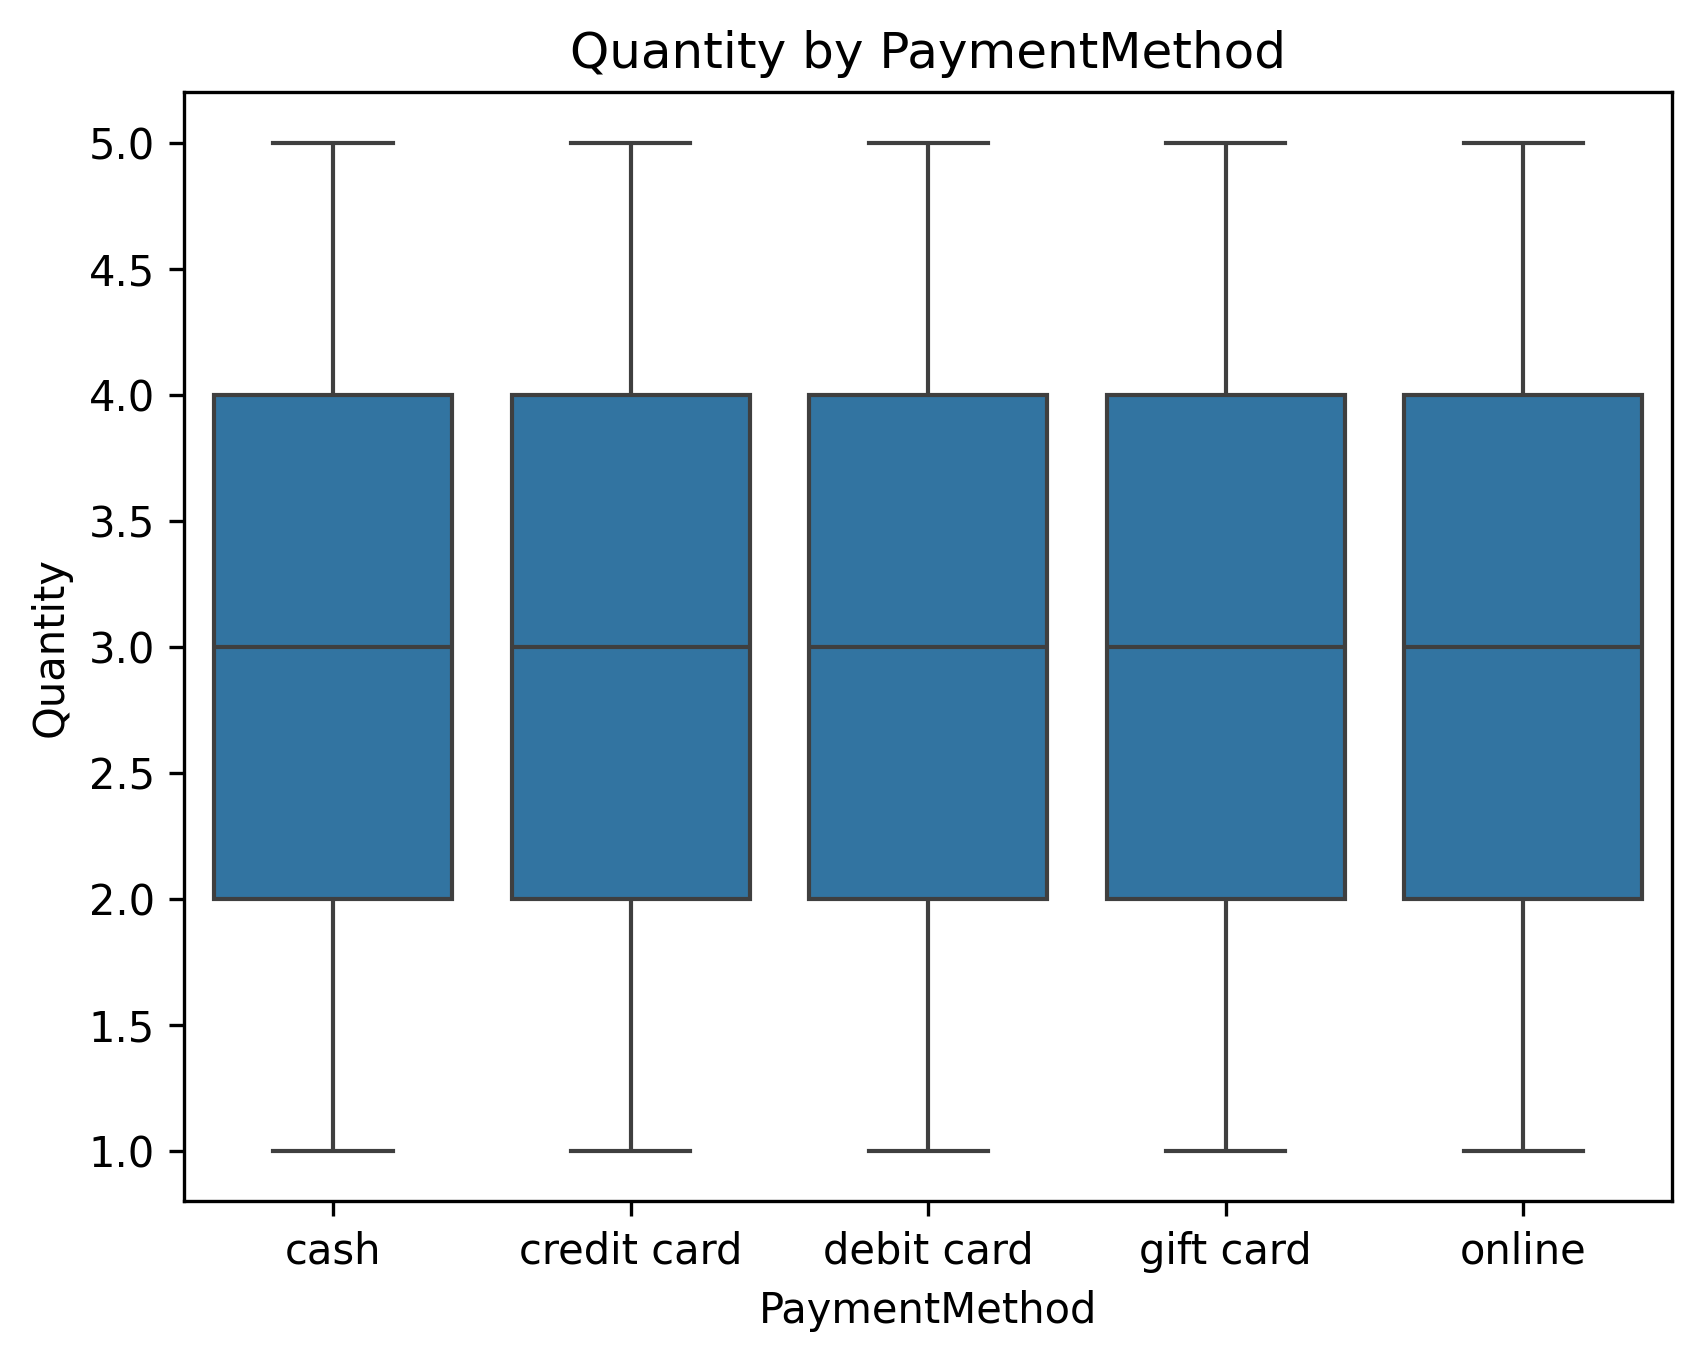 Quantity by PaymentMethod
5.0
4.5
4.0
3.5
3.0
2.5
2.0
1.5
1.0
Quantity
cash credit card debit card gift card online
PaymentMethod